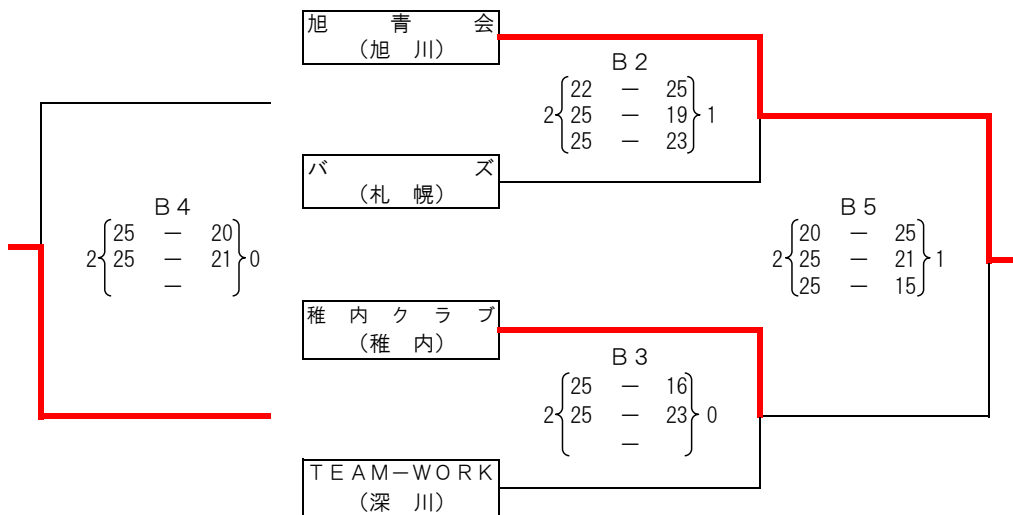 旭 青 会
（旭 川）
Ｂ２
22 － 25
2 25 － 19 1
25 － 23
バ ズ
（札 幌）
Ｂ４
25 － 20
2 25 － 21 0
－
Ｂ５
20 － 25
2 25 － 21 1
25 － 15
稚 内 ク ラ ブ
（稚 内）
Ｂ３
25 － 16
2 25 － 23 0
－
ＴＥＡＭ－ＷＯＲＫ
（深 川）